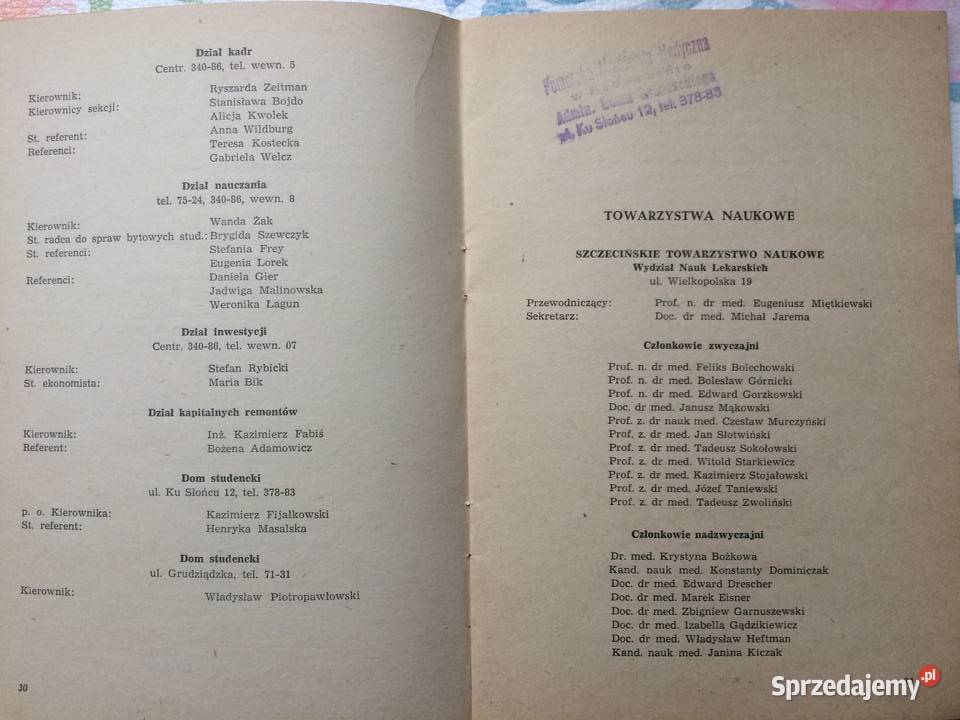 Dział kadr
Centr. 340-86, tel. wewn. 5
Kierownik: Ryszarda Zeitman
Kierownicy sekcji: Stanisława Bojdo
Alicja Kwolek
St. referent: Anna Wildburg
Referenci: Teresa Kostecka
Gabriela Welcz
Dział nauczania
tel. 75-24, 340-86, wewn. 8
Kierownik: Wanda Żak
St. radca do spraw bytowych stud.: Brygida Szewczyk
St. referenci: Stefania Frey
Eugenia Lorek
Referenci: Daniela Gier
Jadwiga Malinowska
Weronika Łagun
Dział inwestycji
Centr. 340-86, tel. wewn. 07
Kierownik: Stefan Rybicki
St. ekonomista: Maria Bik
Dział kapitalnych remontów
Kierownik: Inż. Kazimierz Fabiś
Referent: Bożena Adamowicz
Dom studencki
ul. Ku Słońcu 12, tel. 378-83
p. o. Kierownika: Kazimierz Fijałkowski
St. referent: Henryka Masalska
Dom studencki
ul. Grudziądzka, tel. 71-31
Kierownik: Władysław Piotropawłowski
30
Medyczna
Admin. Domu
ul. Ku Słońcu 12, tel. 378-83
TOWARZYSTWA NAUKOWE
SZCZECIŃSKIE TOWARZYSTWO NAUKOWE
Wydział Nauk Lekarskich
ul. Wielkopolska 19
Przewodniczący: Prof. n. dr med. Eugeniusz Miętkiewski
Sekretarz: Doc. dr med. Michał Jarema
Członkowie zwyczajni
Prof. n. dr med. Feliks Bolechowski
Prof. n. dr med. Bolesław Górnicki
Prof. n. dr med. Edward Gorzkowski
Doc. dr med. Janusz Mąkowski
Prof. z. dr nauk med. Czesław Murczyński
Prof. z. dr med. Jan Słotwiński
Prof. z. dr med. Tadeusz Sokołowski
Prof. z. dr med. Witold Starkiewicz
Prof. z. dr med. Kazimierz Stojałowski
Prof. z. dr med. Józef Taniewski
Prof. z. dr med. Tadeusz Zwoliński
Członkowie nadzwyczajni
Dr. med. Krystyna Bożkowa
Kand. nauk med. Konstanty Dominiczak
Doc. dr med. Edward Drescher
Doc. dr med. Marek Eisner
Doc. dr med. Zbigniew Garnuszewski
Doc. dr med. Izabella Gądzikiewicz
Doc. dr med. Władysław Heftman
Kand. nauk med. Janina Kiczak
Sprzedajemy.pl